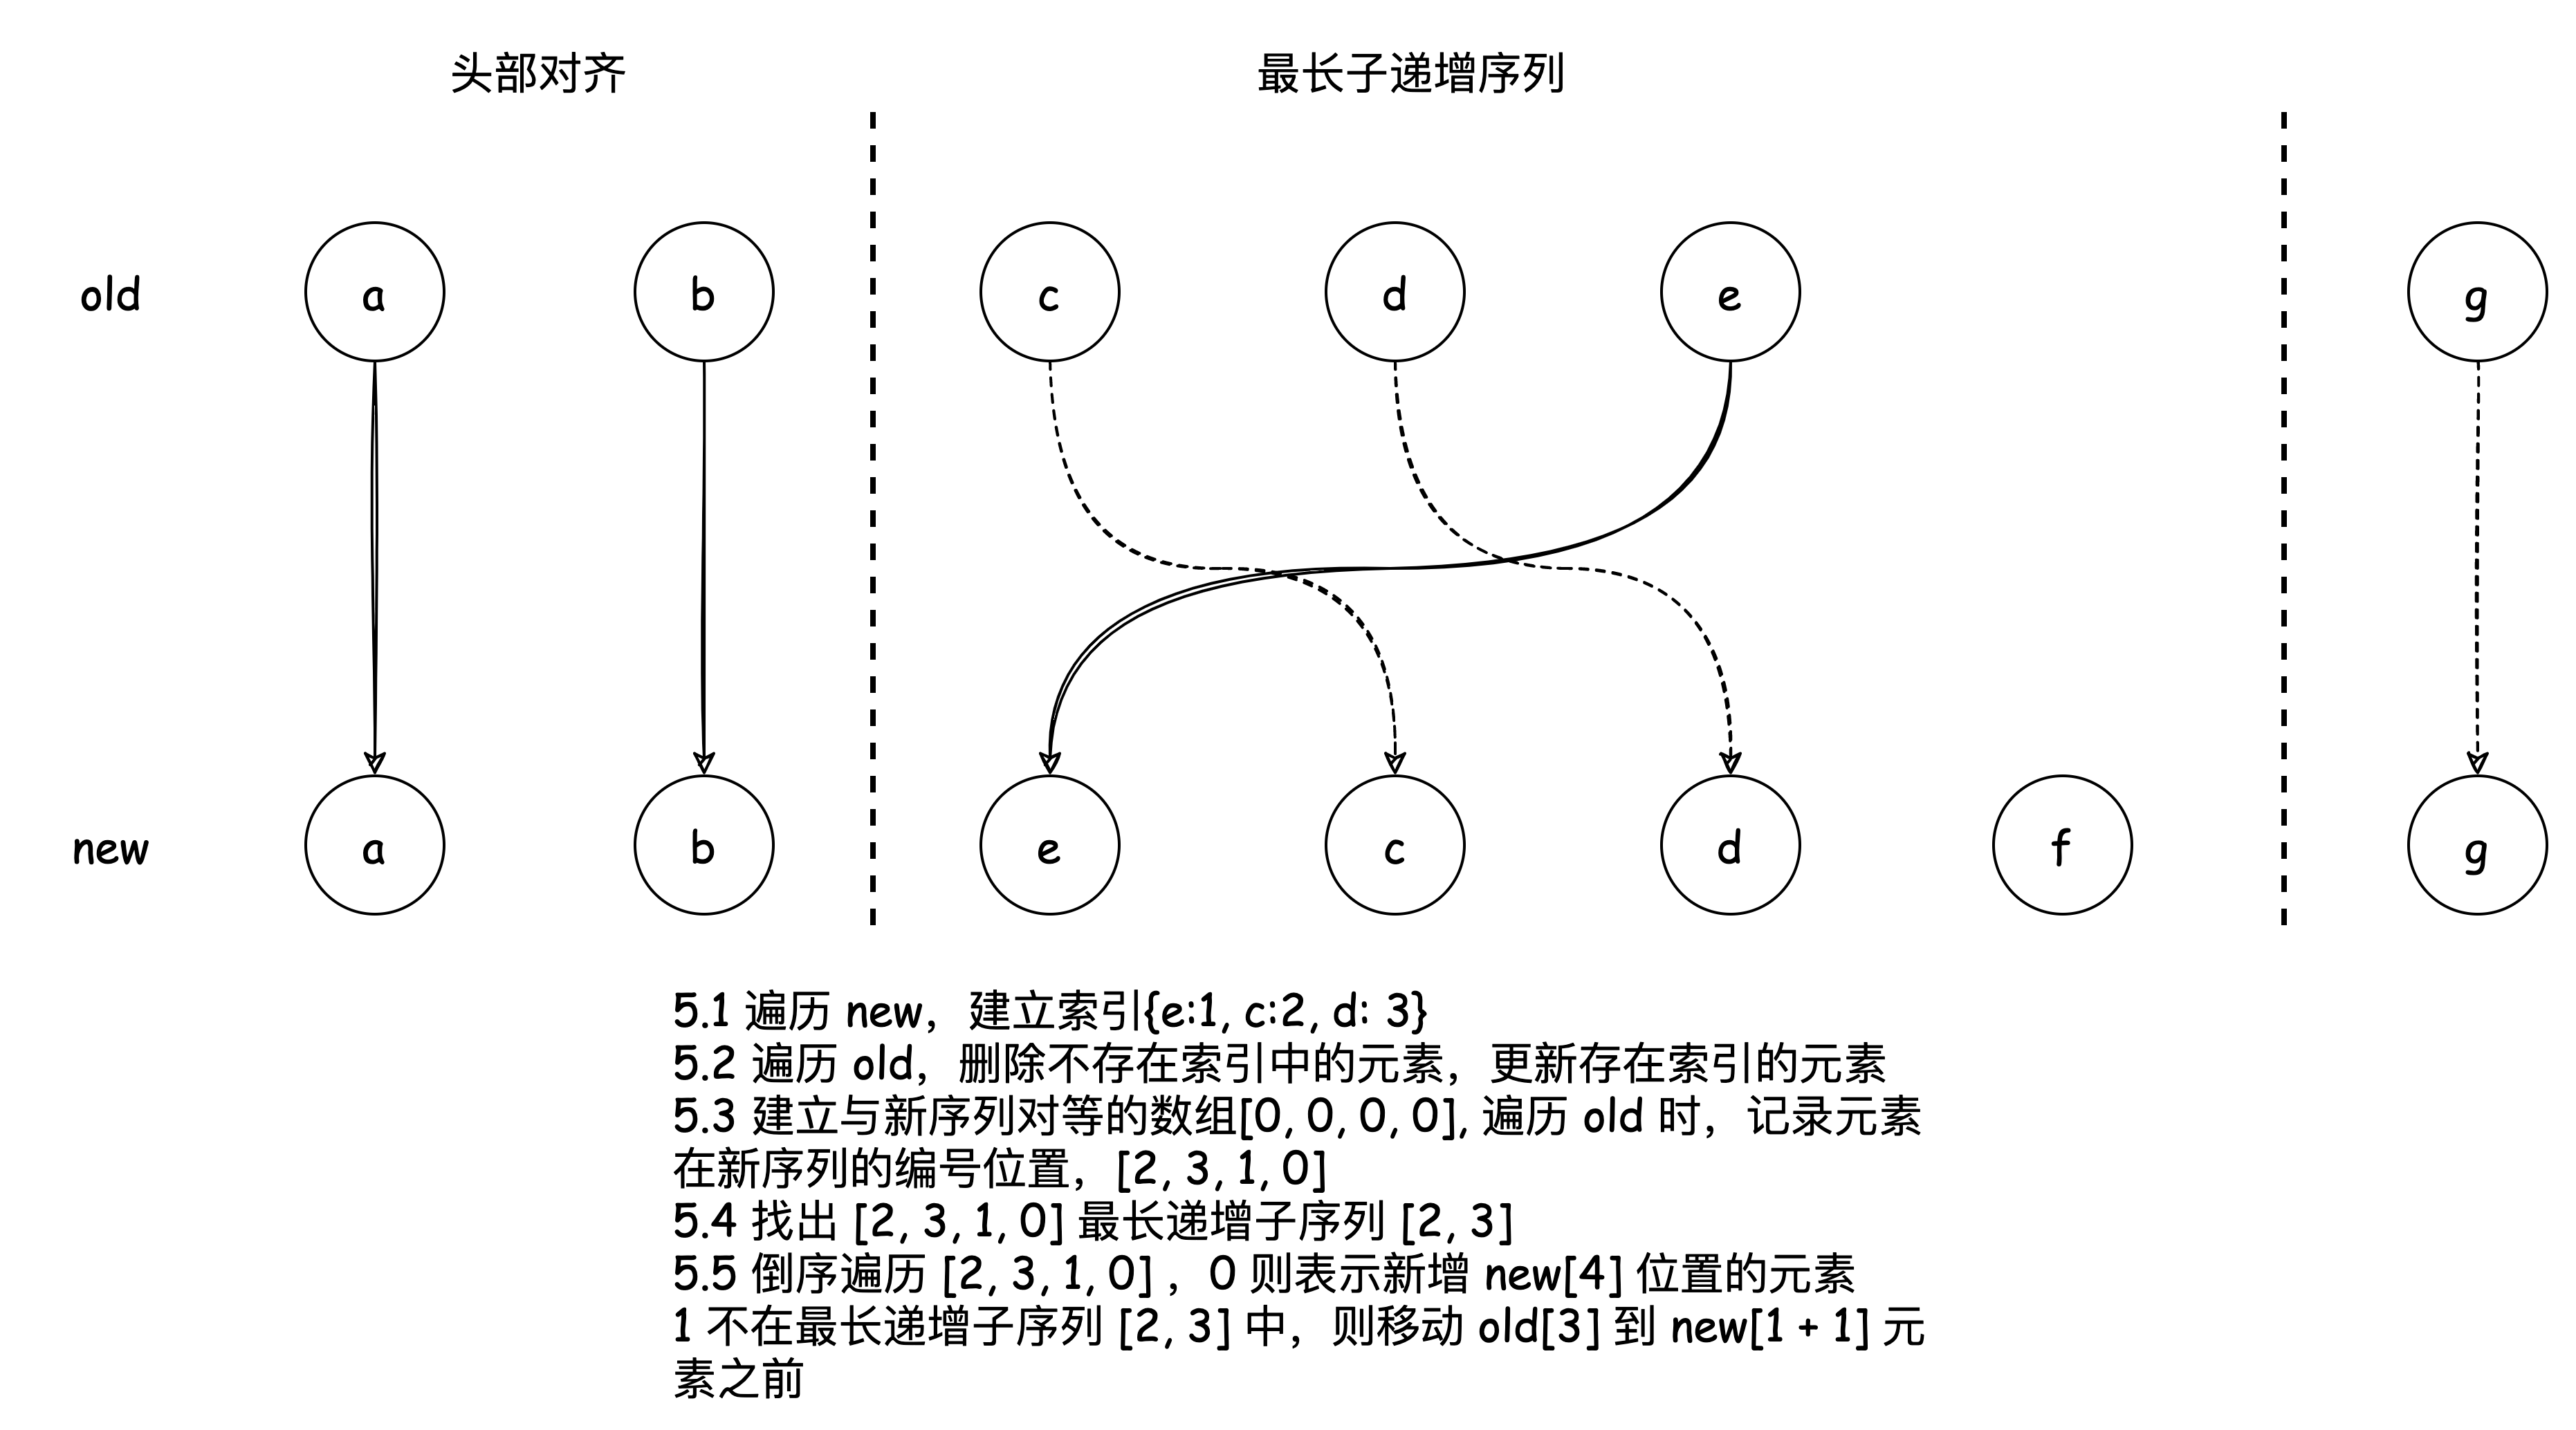 头部对齐
最长子递增序列
old
a
b
c
d
e
g
new
a
b
e
c
d
f
g
5.1 遍历 new，建立索引{e:1, c:2, d: 3}
5.2 遍历 old，删除不存在索引中的元素，更新存在索引的元素
5.3 建立与新序列对等的数组[0, 0, 0, 0], 遍历 old 时，记录元素
在新序列的编号位置，[2, 3, 1, 0]
5.4 找出 [2, 3, 1, 0] 最长递增子序列 [2, 3]
5.5 倒序遍历 [2, 3, 1, 0] ，0 则表示新增 new[4] 位置的元素
1 不在最长递增子序列 [2, 3] 中，则移动 old[3] 到 new[1 + 1] 元
素之前